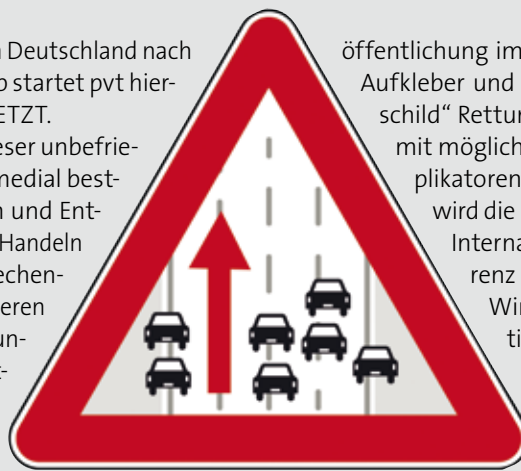 Deutschland nach
startet pvt hier-
ETZT.
eser unbefrie-
medial best-
und Ent-
Handeln
echen-
eren
un-
öffentlichung im
Aufkleber und
schild“ Rettun
mit möglich
plikatoren
wird die
Interna
renz
Wir
ti